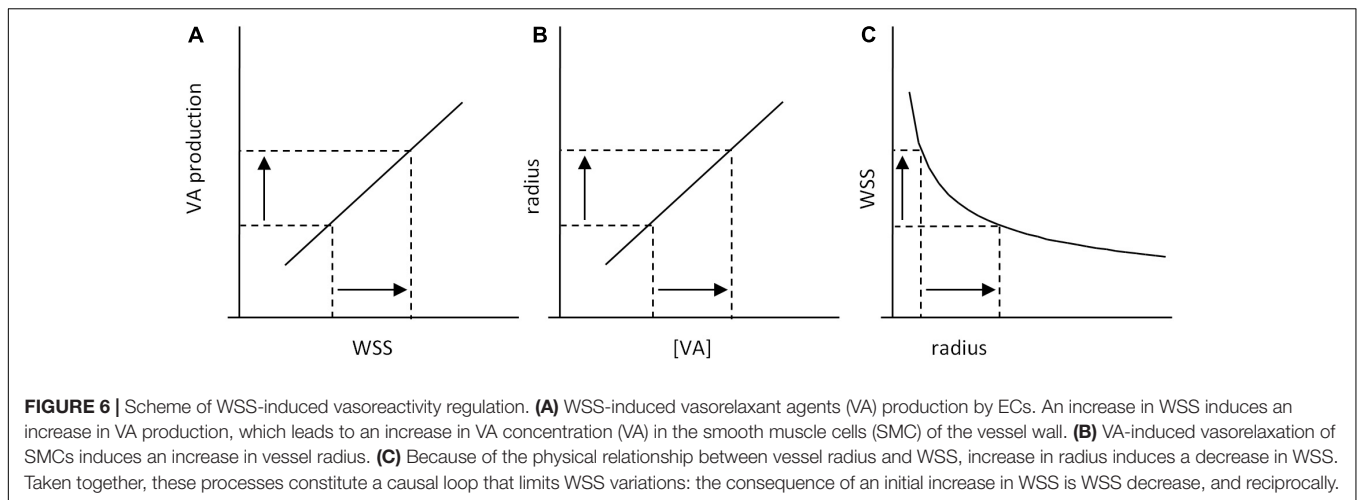 A
B
C
VA production
radius
WSS
WSS
[VA]
radius
FIGURE 6 | Scheme of WSS-induced vasoreactivity regulation. (A) WSS-induced vasorelaxant agents (VA) production by ECs. An increase in WSS induces an
increase in VA production, which leads to an increase in VA concentration (VA) in the smooth muscle cells (SMC) of the vessel wall. (B) VA-induced vasorelaxation of
SMCs induces an increase in vessel radius. (C) Because of the physical relationship between vessel radius and WSS, increase in radius induces a decrease in WSS.
Taken together, these processes constitute a causal loop that limits WSS variations: the consequence of an initial increase in WSS is WSS decrease, and reciprocally.